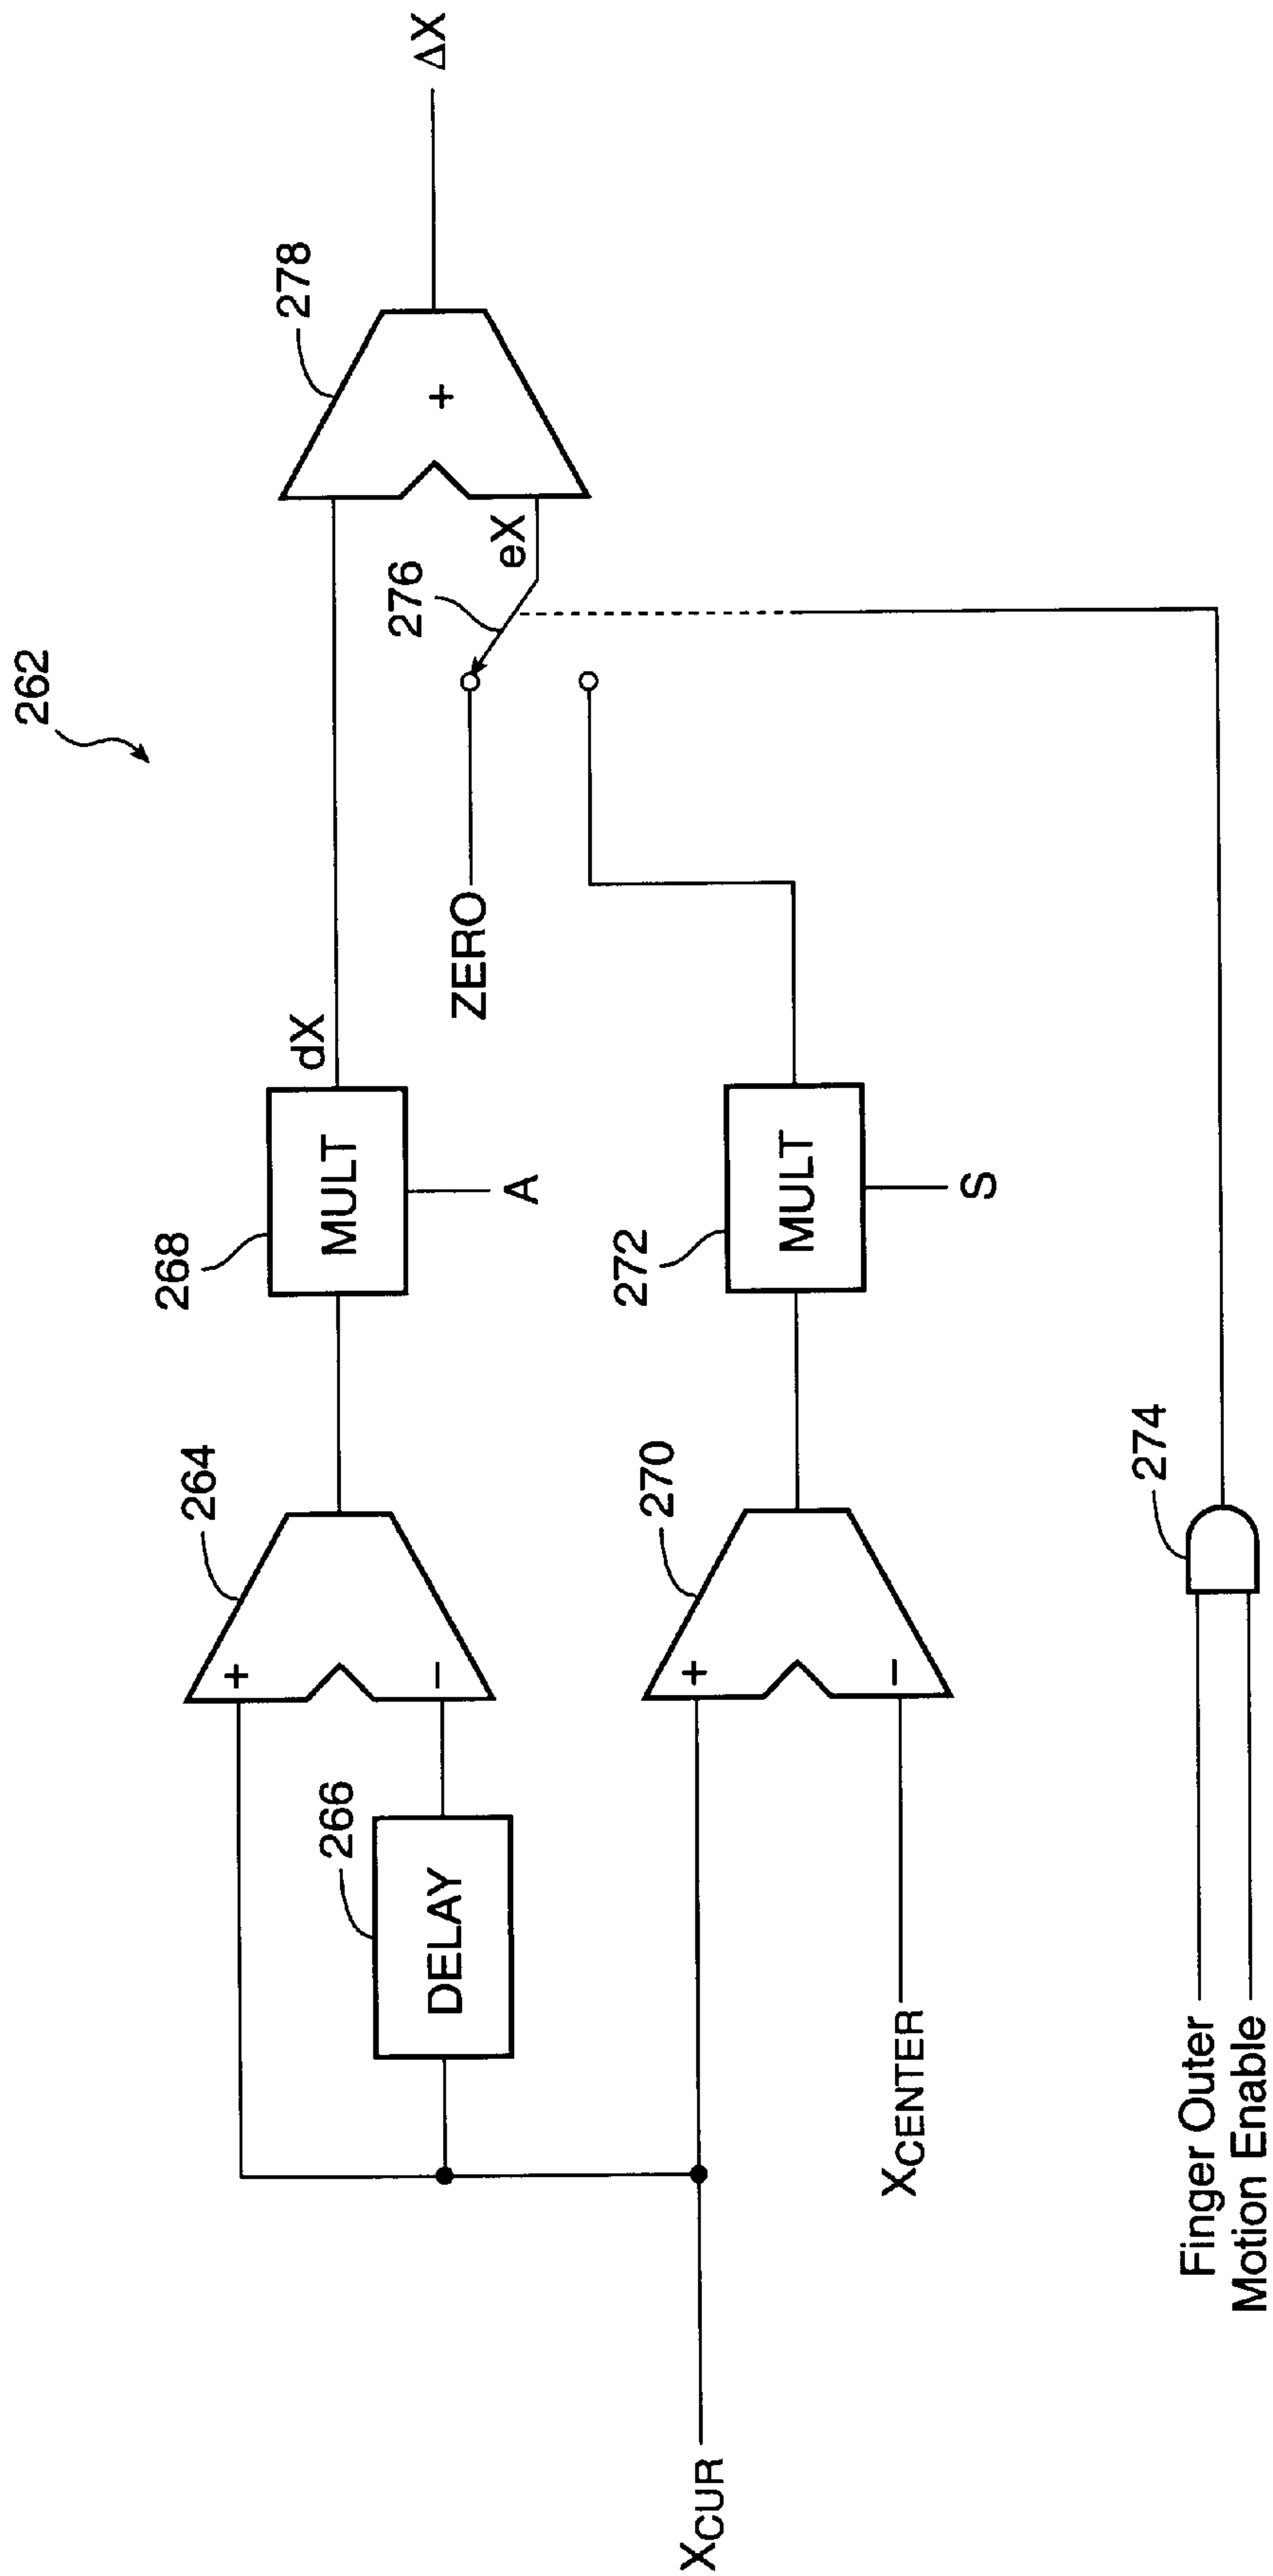 262
278
ΔX
276
eX
dX
ZERO
268
MULT
A
272
MULT
S
264
266
DELAY
+
−
+
270
+
−
274
XCUR
XCENTER
Finger Outer
Motion Enable